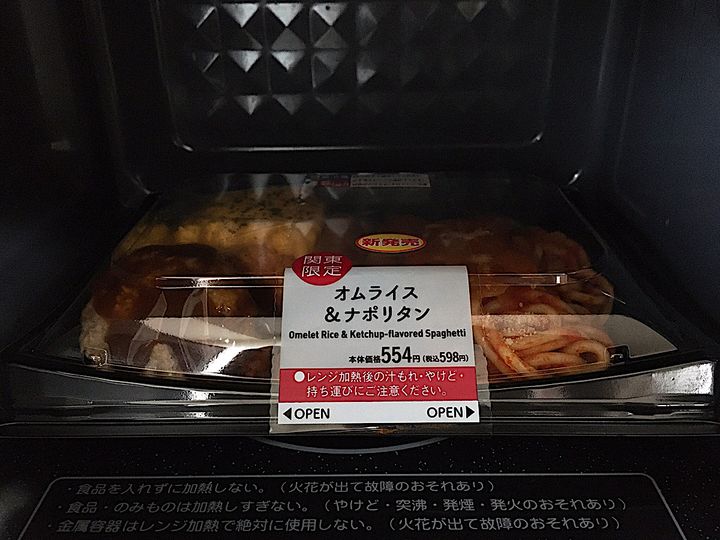 新発売
関東
限定
オムライス
&ナポリタン
Omelet Rice & Ketchup-flavored Spaghetti
本体価格554円(税込598円)
●レンジ加熱後の汁もれ・やけど・
持ち運びにご注意ください。
◀OPEN OPEN▶
・食品を入れずに加熱しない。(火花が出て故障のおそれあり)
・食品・のみものは加熱しすぎない。(やけど・突沸・発煙・発火のおそれあり)
・金属容器はレンジ加熱で絶対に使用しない。(火花が出て故障のおそれあり)